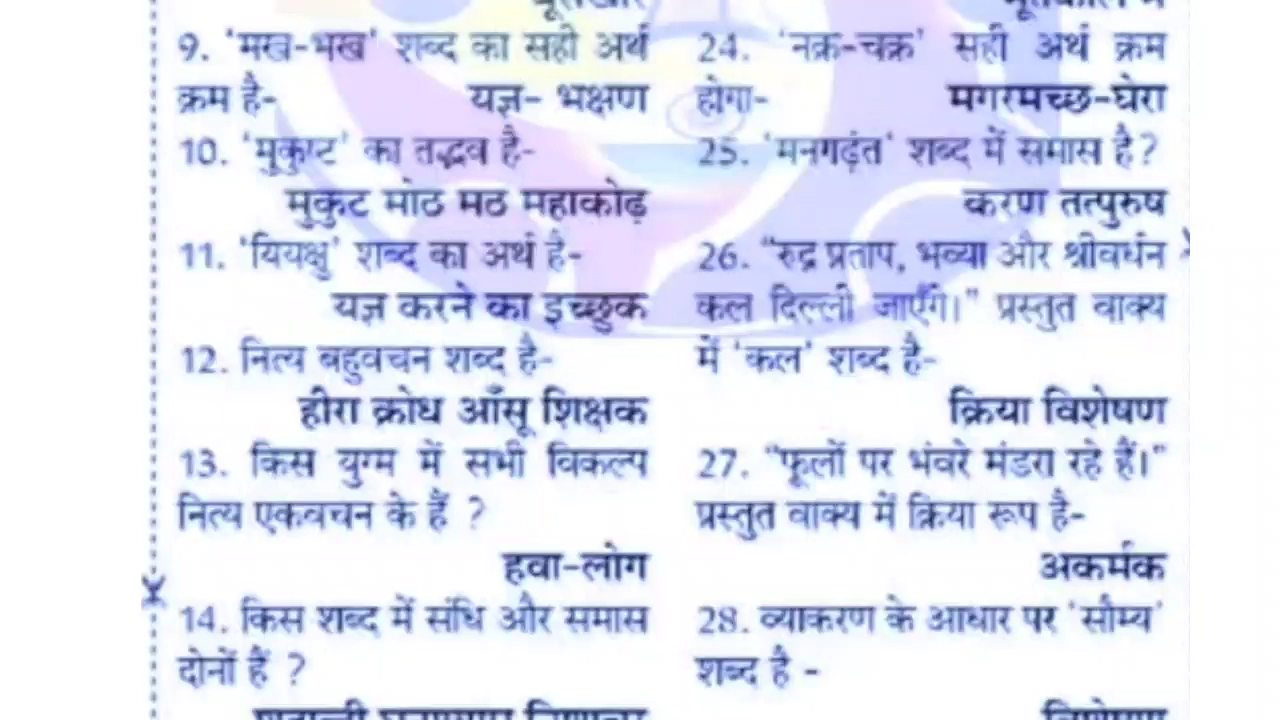 9. 'मख-भख' शब्द का सही अर्थ
क्रम है- यज्ञ- भक्षण
10. 'मुकुष्ट' का तद्भव है-
मुकुट मोठ मठ महाकोढ़
11. 'यियक्षु' शब्द का अर्थ है-
यज्ञ करने का इच्छुक
12. नित्य बहुवचन शब्द है-
हीरा क्रोध आँसू शिक्षक
13. किस युग्म में सभी विकल्प
नित्य एकवचन के हैं ?
हवा-लोग
14. किस शब्द में संधि और समास
दोनों हैं ?
24. 'नक्र-चक्र' सही अर्थ क्रम
होगा- मगरमच्छ-घेरा
25. 'मनगढ़ंत' शब्द में समास है?
करण तत्पुरुष
26. "रुद्र प्रताप, भव्या और श्रीवर्धन
कल दिल्ली जाएँगे।" प्रस्तुत वाक्य
में 'कल' शब्द है-
क्रिया विशेषण
27. "फूलों पर भंवरे मंडरा रहे हैं।"
प्रस्तुत वाक्य में क्रिया रूप है-
अकर्मक
28. व्याकरण के आधार पर 'सौम्य'
शब्द है -
विशेषण